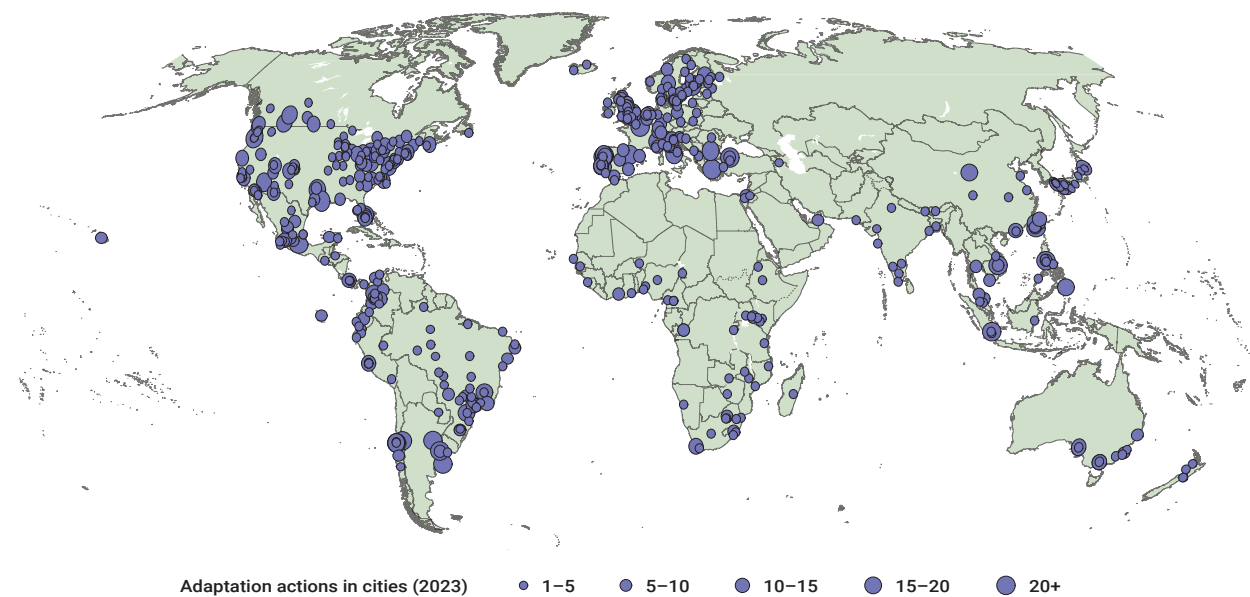 Adaptation actions in cities (2023) 1–5 5–10 10–15 15–20 20+